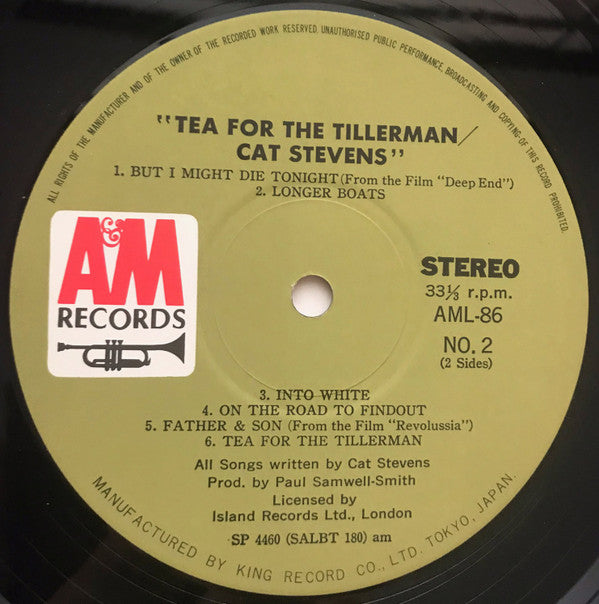 ALL RIGHTS OF THE MANUFACTURER AND OF THE OWNER OF THE RECORDED WORK RESERVED. UNAUTHORISED PUBLIC PERFORMANCE, BROADCASTING AND COPYING OF THIS RECORD PROHIBITED.
"TEA FOR THE TILLERMAN/
CAT STEVENS"
1. BUT I MIGHT DIE TONIGHT (From the Film "Deep End")
2. LONGER BOATS
A&M
RECORDS
STEREO
33⅓ r.p.m.
AML-86
NO. 2
(2 Sides)
3. INTO WHITE
4. ON THE ROAD TO FINDOUT
5. FATHER & SON (From the Film "Revolussia")
6. TEA FOR THE TILLERMAN
All Songs written by Cat Stevens
Prod. by Paul Samwell-Smith
Licensed by
Island Records Ltd., London
SP 4460 (SALBT 180) am
MANUFACTURED BY KING RECORD CO., LTD. TOKYO, JAPAN.